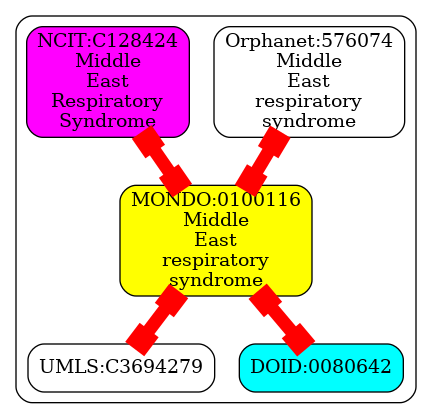 NCIT:C128424
Middle
East
Respiratory
Syndrome
Orphanet:576074
Middle
East
respiratory
syndrome
MONDO:0100116
Middle
East
respiratory
syndrome
UMLS:C3694279
DOID:0080642